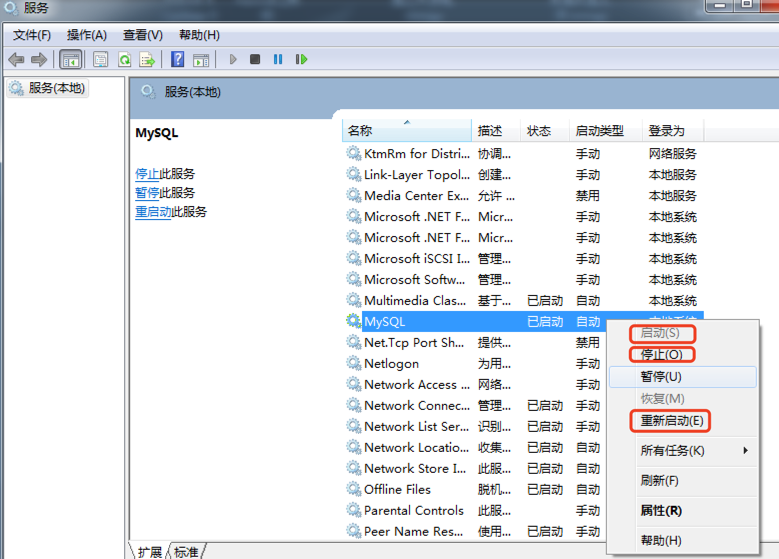 服务
文件(F) 操作(A) 查看(V) 帮助(H)
服务(本地)
服务(本地)
MySQL
停止此服务
暂停此服务
重启动此服务
名称 描述 状态 启动类型 登录为
KtmRm for Distri... 协调... 手动 网络服务
Link-Layer Topol... 创建... 手动 本地服务
Media Center Ex... 允许 ... 禁用 本地服务
Microsoft .NET F... Micr... 手动 本地系统
Microsoft .NET F... Micr... 手动 本地系统
Microsoft iSCSI I... 管理... 手动 本地系统
Microsoft Softw... 管理... 手动 本地系统
Multimedia Clas... 基于... 已启动 自动 本地系统
MySQL 已启动 自动 本地系统
Net.Tcp Port Sh... 提供... 禁用
Netlogon 为用... 手动
Network Access ... 网络... 手动
Network Connec... 管理... 已启动 手动
Network List Ser... 识别... 已启动 手动
Network Locatio... 收集... 已启动 自动
Network Store I... 此服... 已启动 自动
Offline Files 脱机... 已启动 自动
Parental Controls 此服... 手动
Peer Name Res... 使用... 已启动 手动
启动(S)
停止(O)
暂停(U)
恢复(M)
重新启动(E)
所有任务(K)
刷新(F)
属性(R)
帮助(H)
扩展 标准